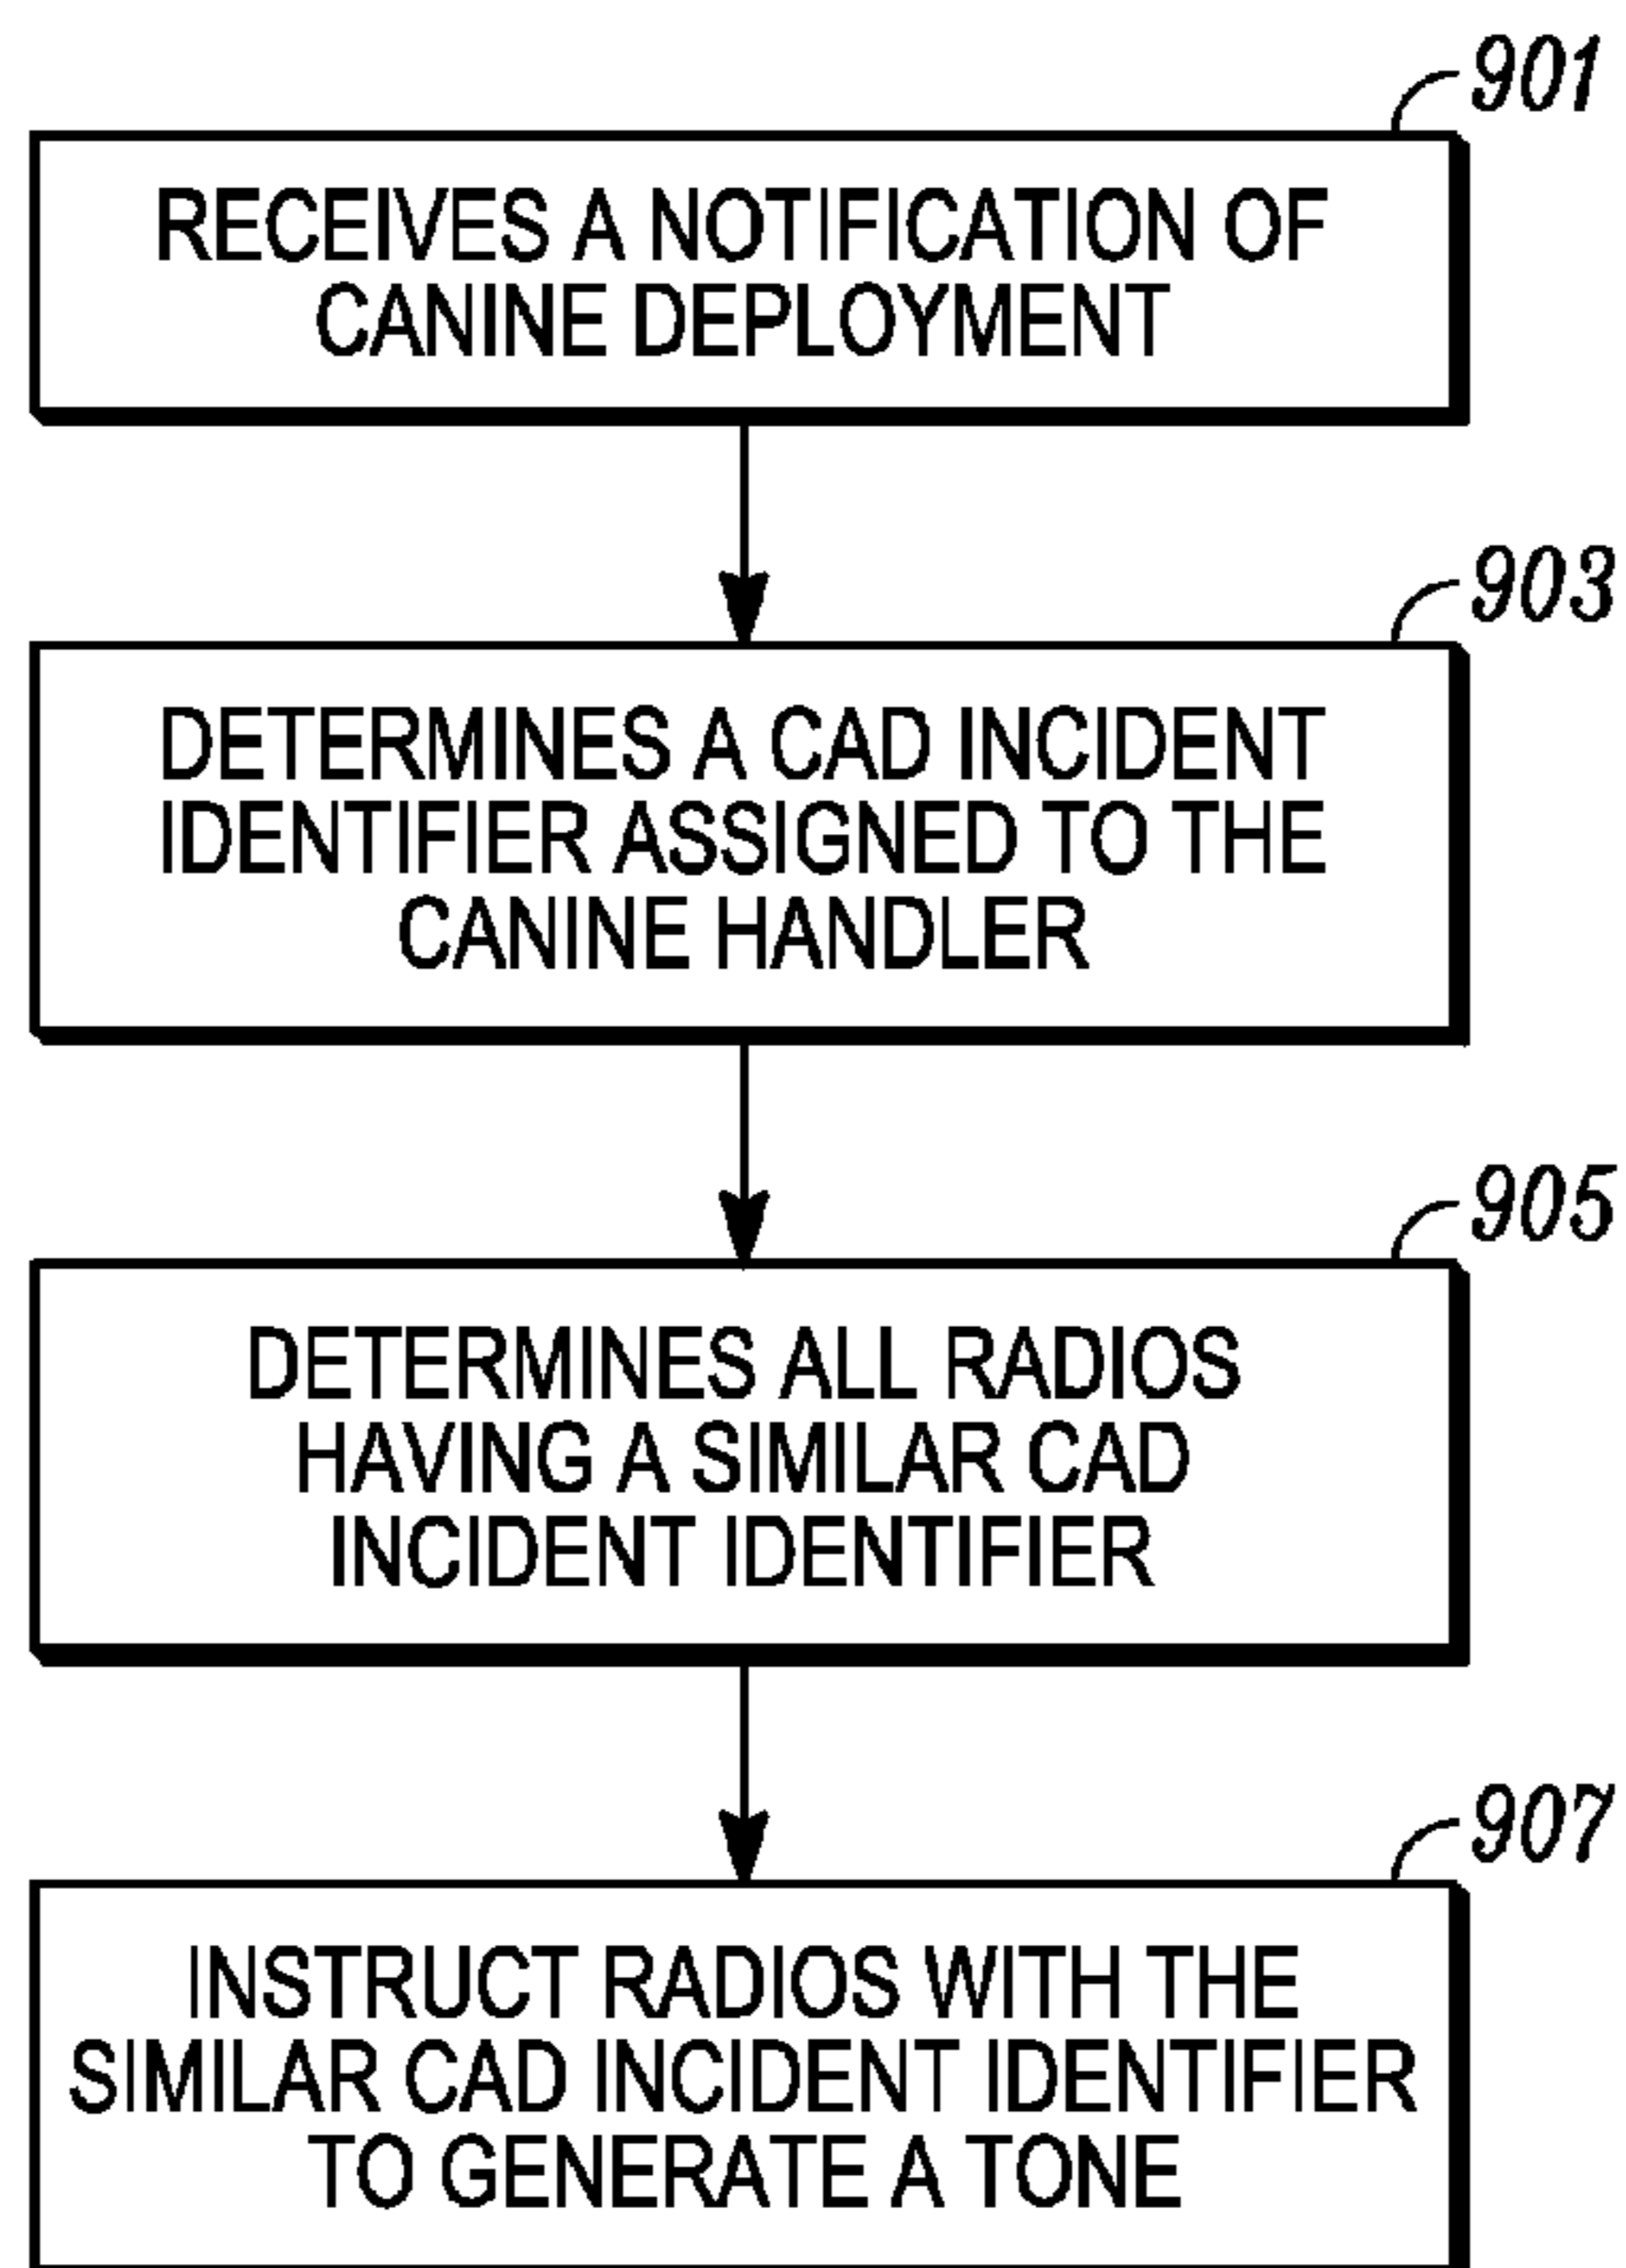 901
RECEIVES A NOTIFICATION OF
CANINE DEPLOYMENT
903
DETERMINES A CAD INCIDENT
IDENTIFIER ASSIGNED TO THE
CANINE HANDLER
905
DETERMINES ALL RADIOS
HAVING A SIMILAR CAD
INCIDENT IDENTIFIER
907
INSTRUCT RADIOS WITH THE
SIMILAR CAD INCIDENT IDENTIFIER
TO GENERATE A TONE